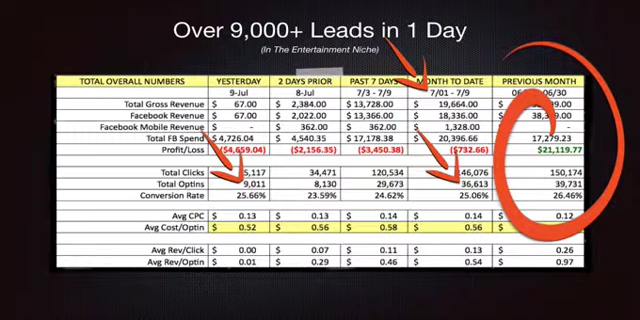 Over 9,000+ Leads in 1 Day
(In The Entertainment Niche)
TOTAL OVERALL NUMBERS YESTERDAY 2 DAYS PRIOR PAST 7 DAYS MONTH TO DATE PREVIOUS MONTH
9-Jul 8-Jul 7/3 - 7/9 7/01 - 7/9
Total Gross Revenue $ 67.00 $ 2,384.00 $ 13,728.00 $ 19,664.00 $
Facebook Revenue $ 67.00 $ 2,022.00 $ 13,366.00 $ 18,336.00 $
Facebook Mobile Revenue $ - $ 362.00 $ 362.00 $ 1,328.00 -
Total FB Spend $ 4,726.04 $ 4,540.35 $ 17,178.38 $ 20,396.66 $ 17,279.23
Profit/Loss ($4,659.04) ($2,156.35) ($3,450.38) ($732.66) $21,119.77
Total Clicks 34,471 120,534 150,174
Total Optins 9,011 8,130 29,673 36,613 39,731
Conversion Rate 25.66% 23.59% 24.62% 25.06% 26.46%
Avg CPC $ 0.13 $ 0.13 $ 0.14 $ 0.14 $ 0.12
Avg Cost/Optin $ 0.52 $ 0.56 $ 0.58 $ 0.56 $
Avg Rev/Click $ 0.00 $ 0.07 $ 0.11 $ 0.13 $ 0.26
Avg Rev/Optin $ 0.01 $ 0.29 $ 0.46 $ 0.54 $ 0.97